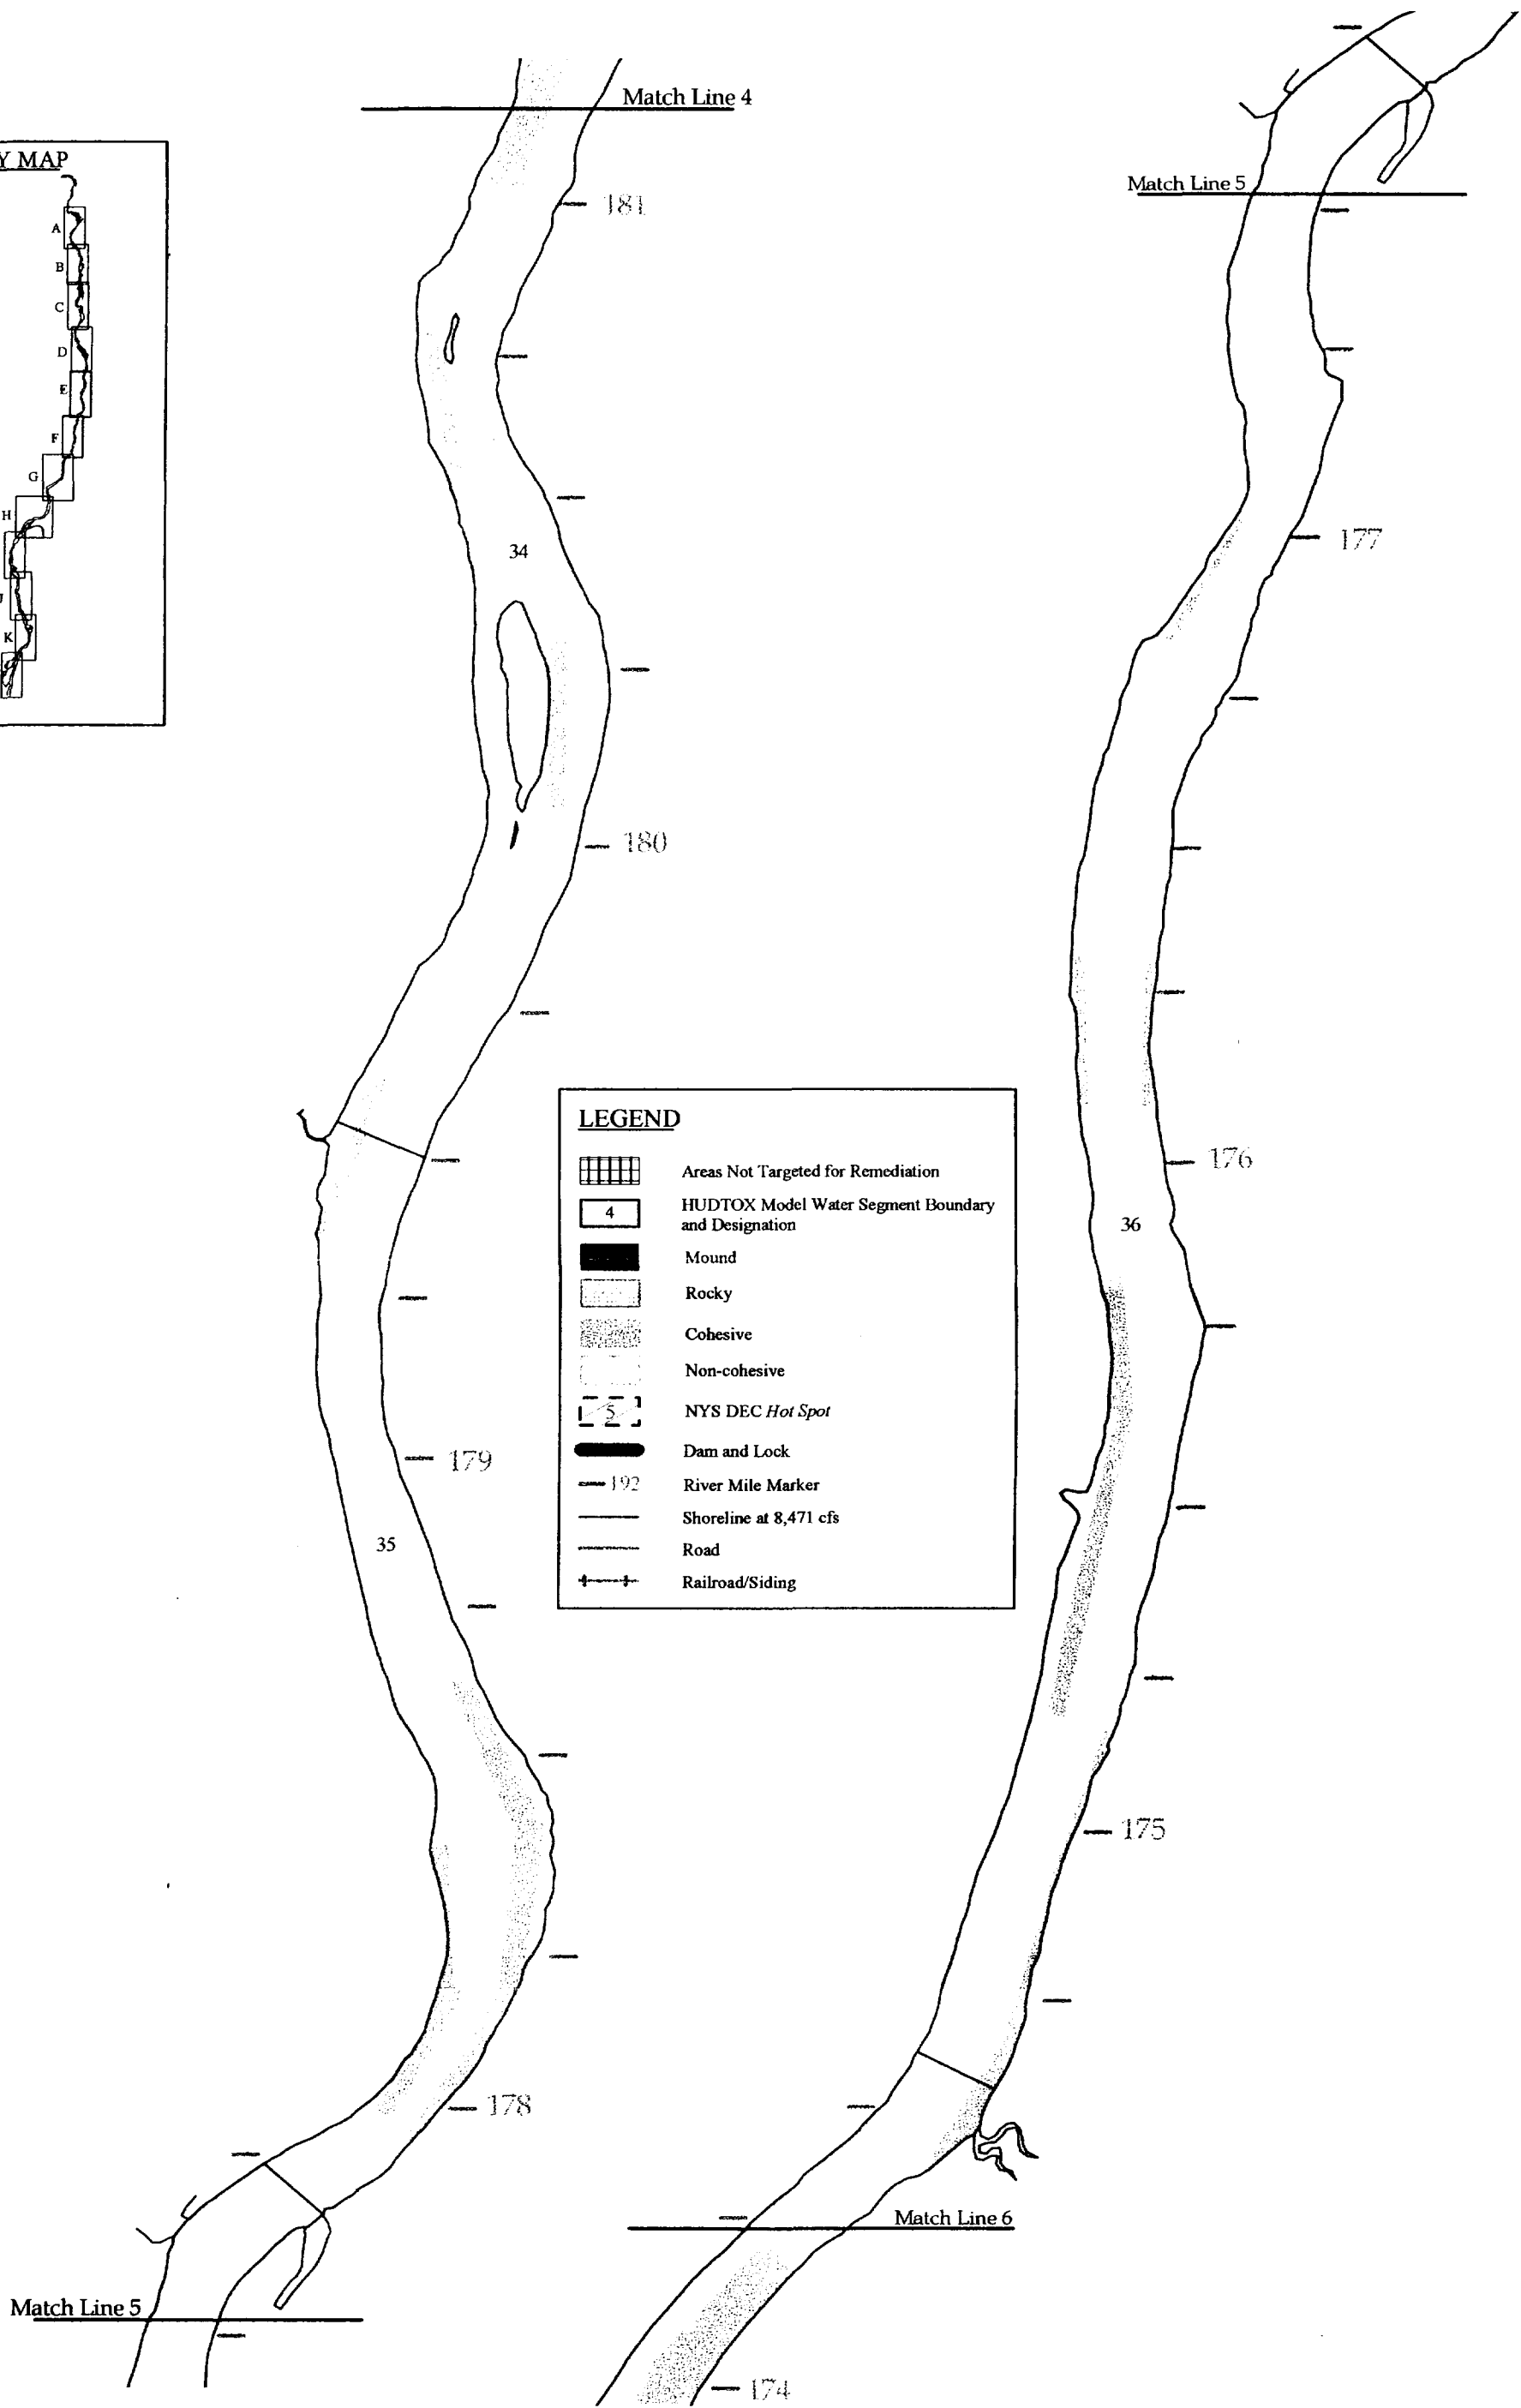 Y MAP
A
B
C
D
E
F
G
H
J
K
Match Line 4
181
34
180
179
35
178
Match Line 5
Match Line 5
177
176
36
175
Match Line 6
174
LEGEND
Areas Not Targeted for Remediation
4
HUDTOX Model Water Segment Boundary
and Designation
Mound
Rocky
Cohesive
Non-cohesive
5
NYS DEC Hot Spot
Dam and Lock
192
River Mile Marker
Shoreline at 8,471 cfs
Road
Railroad/Siding